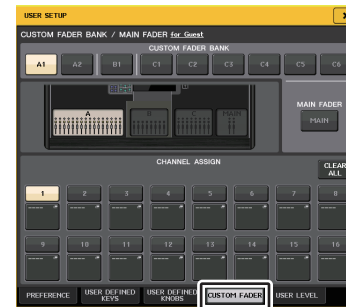 USER SETUP
CUSTOM FADER BANK / MAIN FADER for Guest
CUSTOM FADER BANK
A1 A2 B1 C1 C2 C3 C4 C5 C6
A B C MAIN
MAIN FADER
MAIN
CHANNEL ASSIGN
CLEAR ALL
1 2 3 4 5 6 7 8
---- ---- ---- ---- ---- ---- ---- ----
9 10 11 12 13 14 15 16
---- ---- ---- ---- ---- ---- ---- ----
PREFERENCE USER DEFINED KEYS USER DEFINED KNOBS CUSTOM FADER USER LEVEL